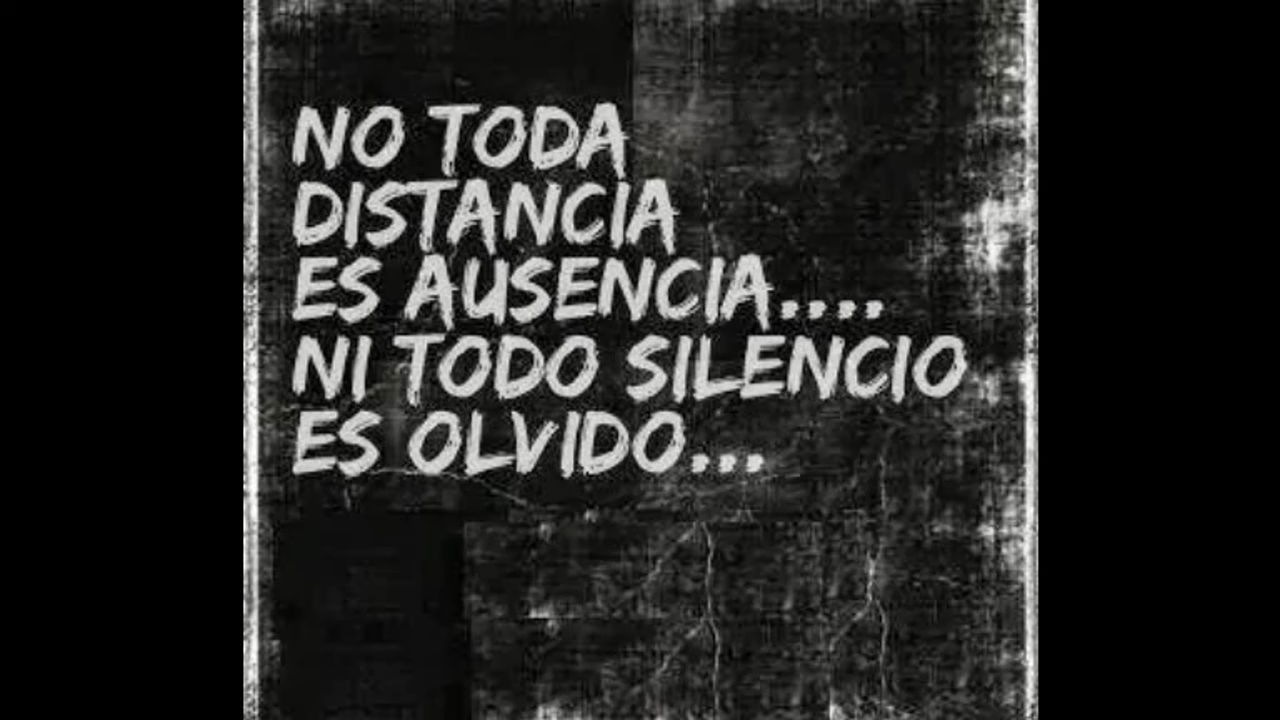 NO TODA
DISTANCIA
ES AUSENCIA....
NI TODO SILENCIO
ES OLVIDO...